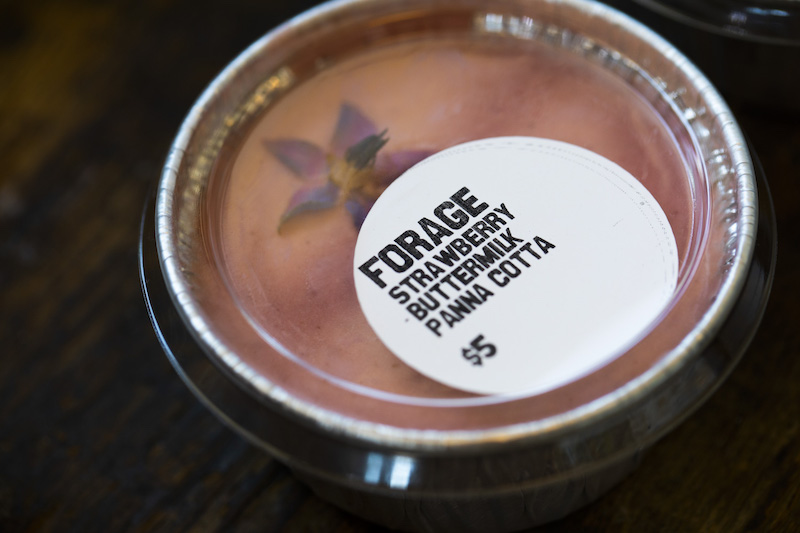 FORAGE
STRAWBERRY
BUTTERMILK
PANNA COTTA
$5